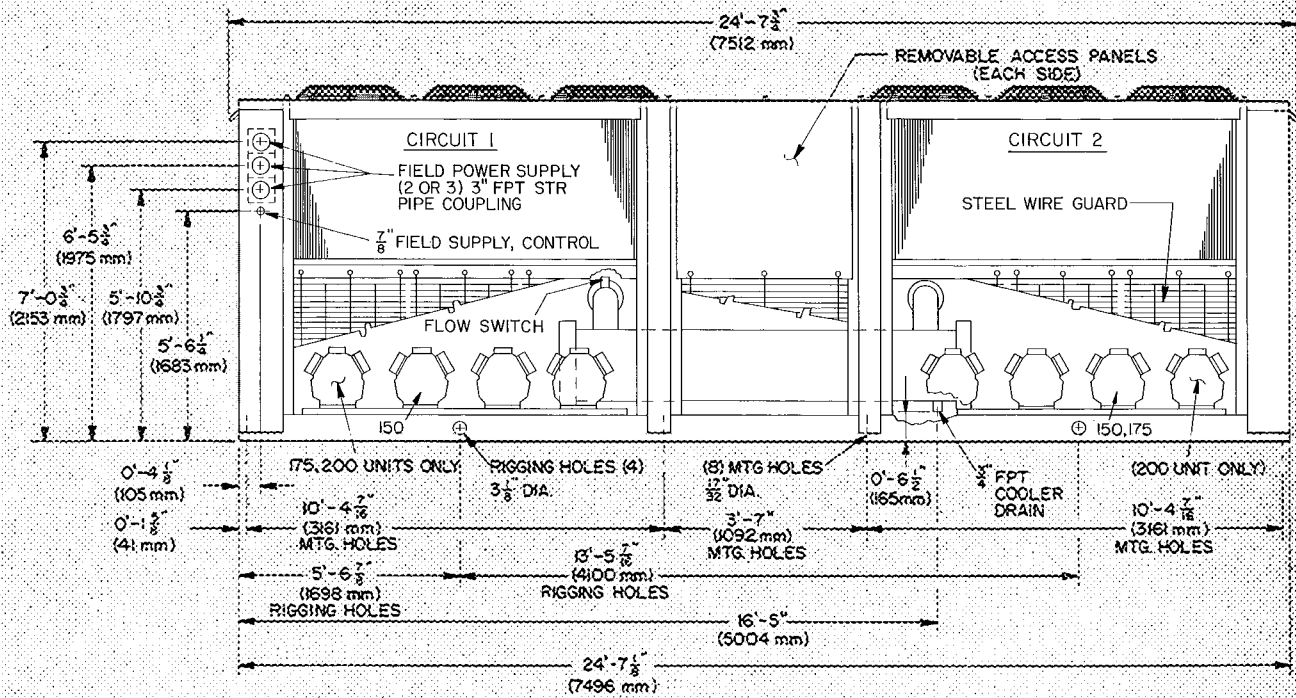 24'-7 3/4"
(7512 mm)
REMOVABLE ACCESS PANELS
(EACH SIDE)
CIRCUIT 1
CIRCUIT 2
FIELD POWER SUPPLY
(2 OR 3) 3" FPT STR
PIPE COUPLING
STEEL WIRE GUARD
7/8" FIELD SUPPLY, CONTROL
6'-5 3/4"
(1975 mm)
7'-0 3/4"
(2153 mm)
5'-10 3/4"
(1797 mm)
5'-6 1/4"
(1683 mm)
FLOW SWITCH
150
150,175
175,200 UNITS ONLY
RIGGING HOLES (4)
3 1/8" DIA.
(8) MTG HOLES
17/32" DIA.
0'-6 1/2"
(165mm)
3/4" FPT
COOLER
DRAIN
(200 UNIT ONLY)
0'-4 1/8"
(105 mm)
0'-1 5/8"
(41 mm)
10'-4 7/16"
(3161 mm)
MTG. HOLES
3'-7"
(1092 mm)
MTG. HOLES
10'-4 7/16"
(3161 mm)
MTG. HOLES
5'-6 7/8"
(1698 mm)
RIGGING HOLES
13'-5 7/16"
(4100 mm)
RIGGING HOLES
16'-5"
(5004 mm)
24'-7 1/8"
(7496 mm)